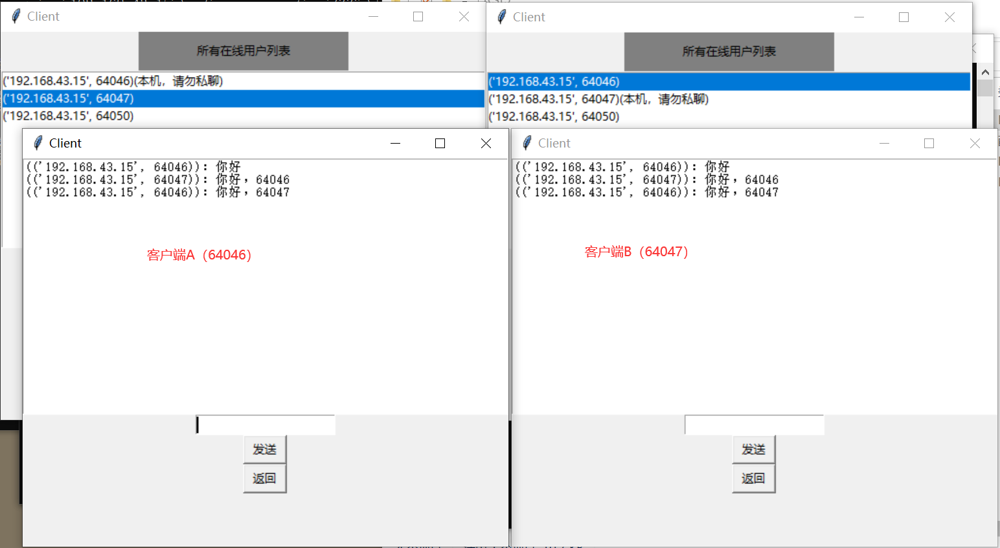 Client
所有在线用户列表
('192.168.43.15', 64046)(本机，请勿私聊)
('192.168.43.15', 64047)
('192.168.43.15', 64050)
Client
所有在线用户列表
('192.168.43.15', 64046)
('192.168.43.15', 64047)(本机，请勿私聊)
('192.168.43.15', 64050)
Client
(('192.168.43.15', 64046)): 你好
(('192.168.43.15', 64047)): 你好，64046
(('192.168.43.15', 64046)): 你好，64047
客户端A（64046）
发送
返回
Client
(('192.168.43.15', 64046)): 你好
(('192.168.43.15', 64047)): 你好，64046
(('192.168.43.15', 64046)): 你好，64047
客户端B（64047）
发送
返回